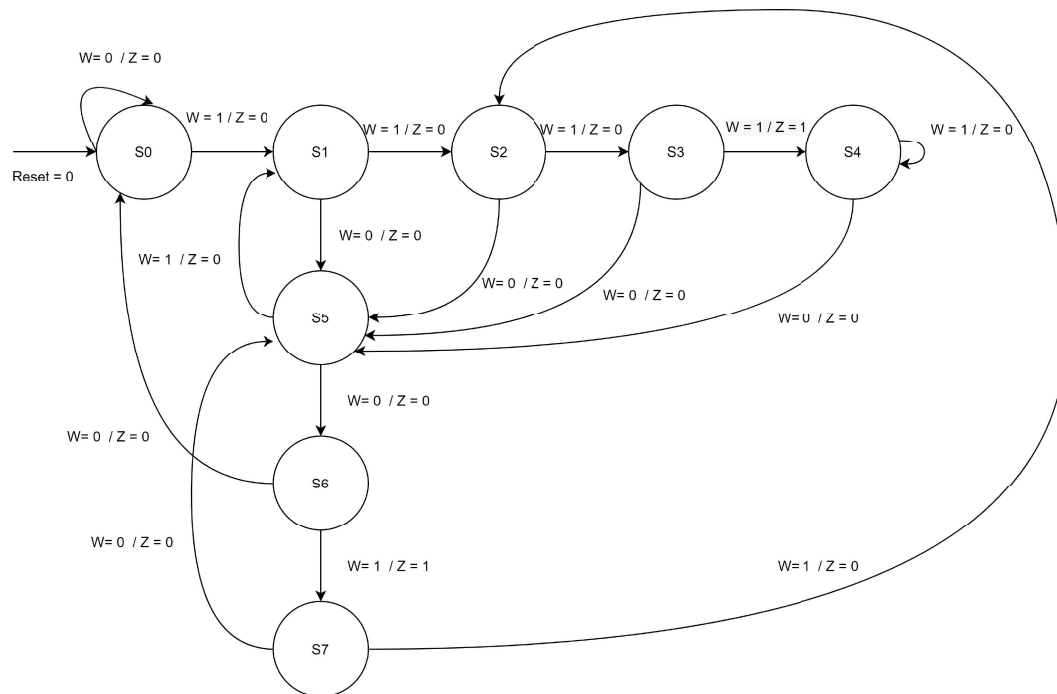 W= 0 / Z = 0
W = 1 / Z = 0
W = 1 / Z = 0
W = 1 / Z = 0
W = 1 / Z = 1
W = 1 / Z = 0
S0
S1
S2
S3
S4
Reset = 0
W= 0 / Z = 0
W= 1 / Z = 0
W= 0 / Z = 0
W= 0 / Z = 0
W= 0 / Z = 0
S5
W= 0 / Z = 0
W= 0 / Z = 0
S6
W= 0 / Z = 0
W= 1 / Z = 1
W= 1 / Z = 0
S7